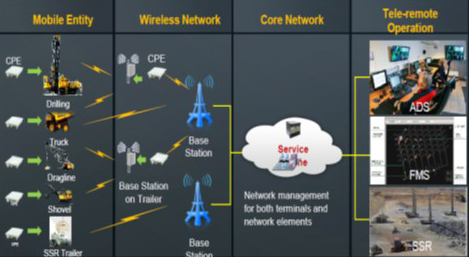 Mobile Entity
Wireless Network
Core Network
Tele-remote
Operation
CPE
Drilling
Truck
Dragline
Shovel
SSR Trailer
CPE
Base
Station
Base Station
on Trailer
Base
Station
Service
Network management
for both terminals and
network elements
ADS
FMS
SSR